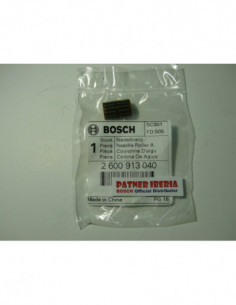 BOSCH
1
Stück
Nadelkranz
Piece
Needle Roller A
Pièce
Couronne D'aigu
Pieza
Corona De Agujas
2 600 913 040
PATNER IBERIA
BOSCH Official Distributor
Made in China